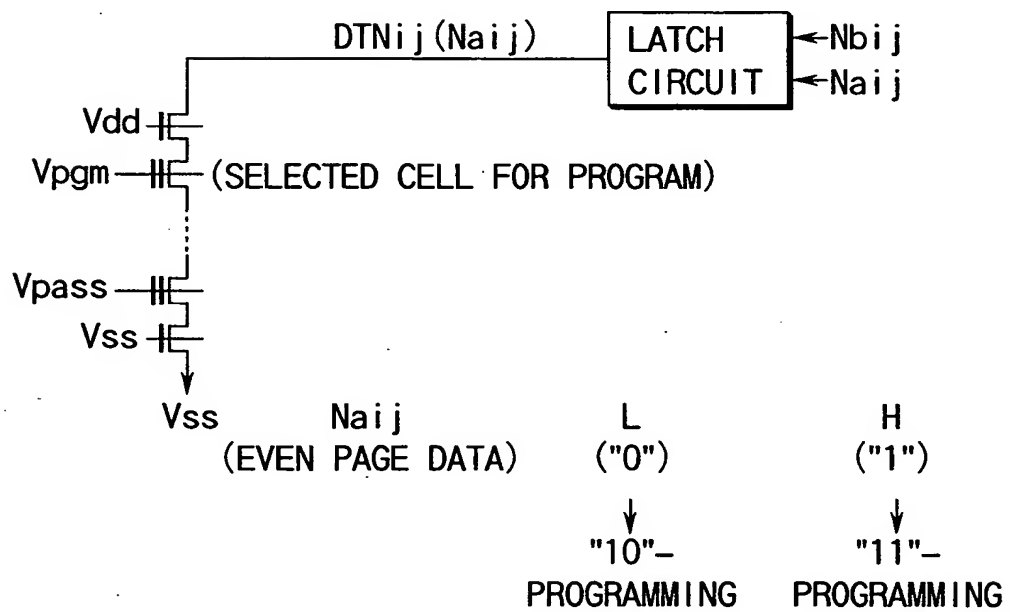 DTNij(Naij)
LATCH
CIRCUIT
Nbij
Naij
Vdd
Vpgm
(SELECTED CELL FOR PROGRAM)
Vpass
Vss
Vss
Naij
L
H
(EVEN PAGE DATA)
("0")
("1")
"10"–
"11"–
PROGRAMMING
PROGRAMMING